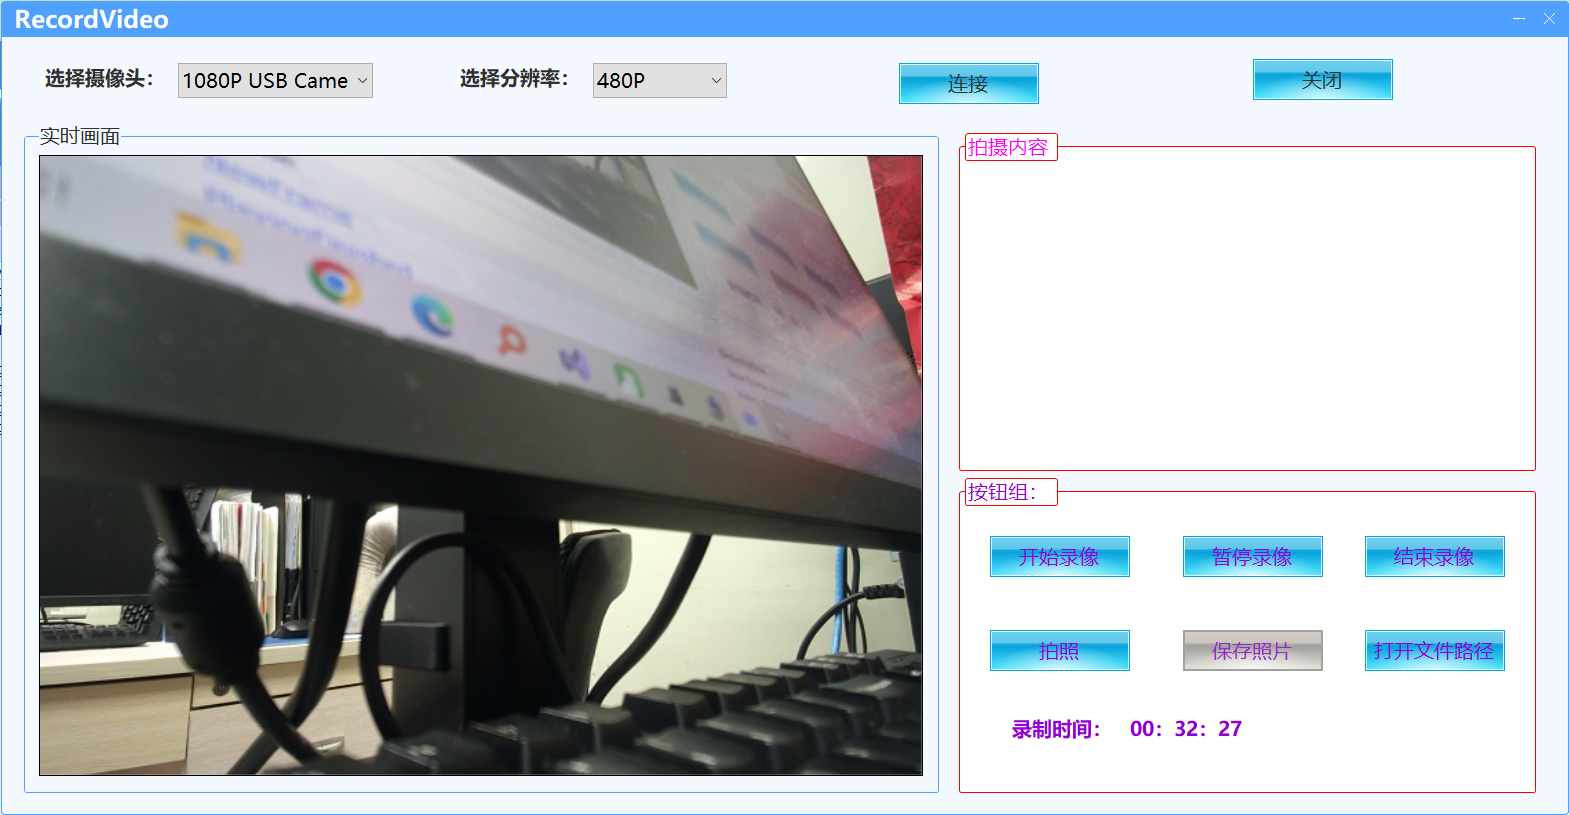 RecordVideo
选择摄像头：
1080P USB Came
选择分辨率：
480P
连接
关闭
实时画面
拍摄内容
按钮组：
开始录像
暂停录像
结束录像
拍照
保存照片
打开文件路径
录制时间：
00：32：27